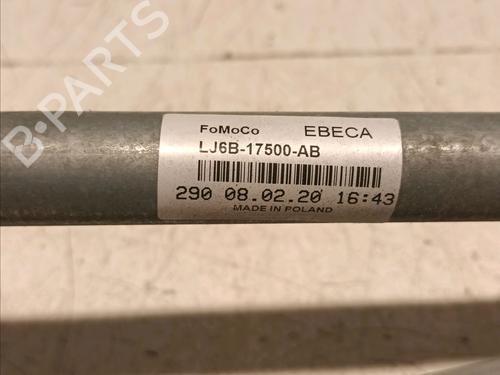 B-PARTS
FoMoCo EBECA
LJ6B-17500-AB
290 08.02.20 16:43
MADE IN POLAND